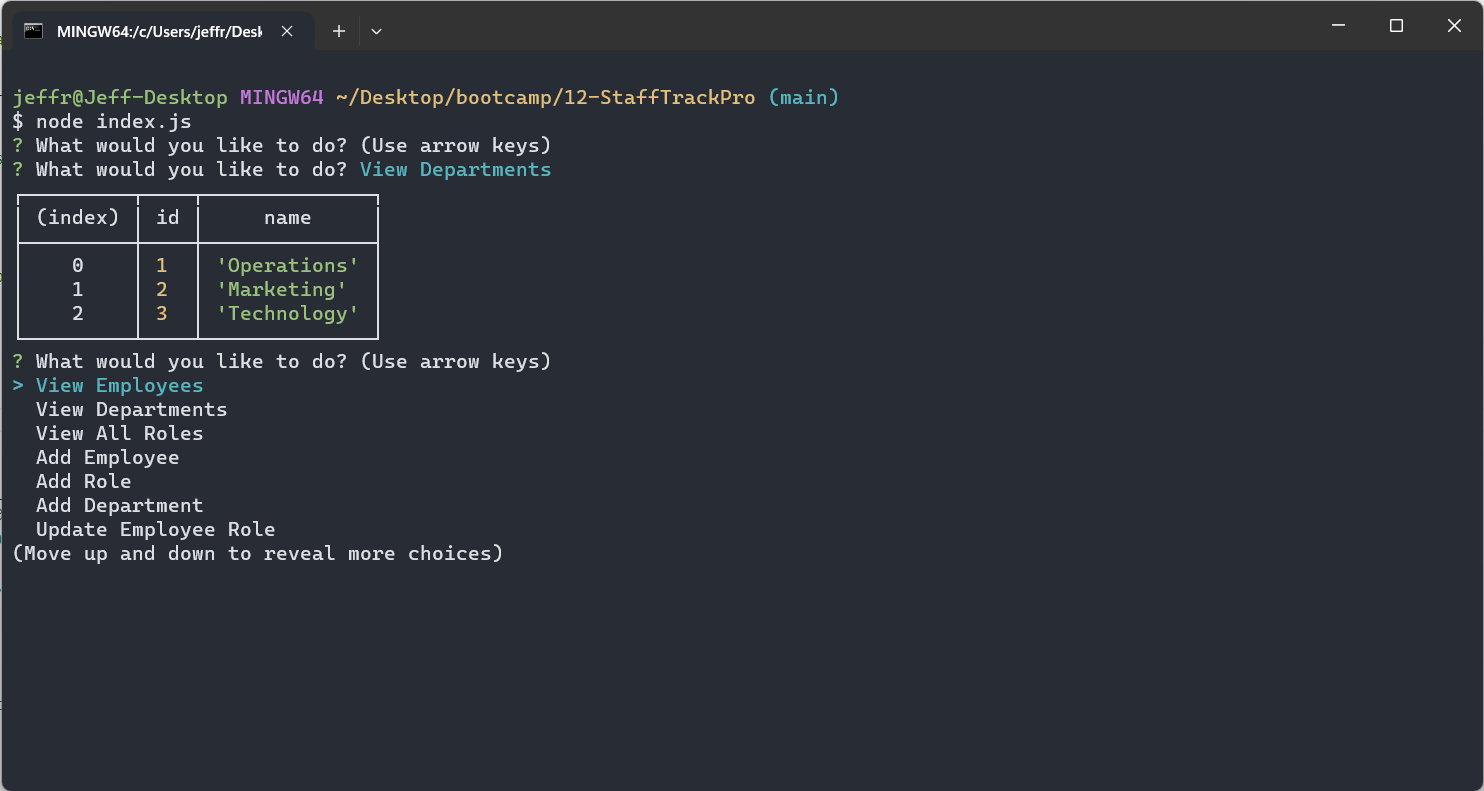 MINGW64:/c/Users/jeffr/Desk
jeffr@Jeff-Desktop MINGW64 ~/Desktop/bootcamp/12-StaffTrackPro (main)
$ node index.js
? What would you like to do? (Use arrow keys)
? What would you like to do? View Departments
(index) id name
0 1 'Operations'
1 2 'Marketing'
2 3 'Technology'
? What would you like to do? (Use arrow keys)
> View Employees
View Departments
View All Roles
Add Employee
Add Role
Add Department
Update Employee Role
(Move up and down to reveal more choices)